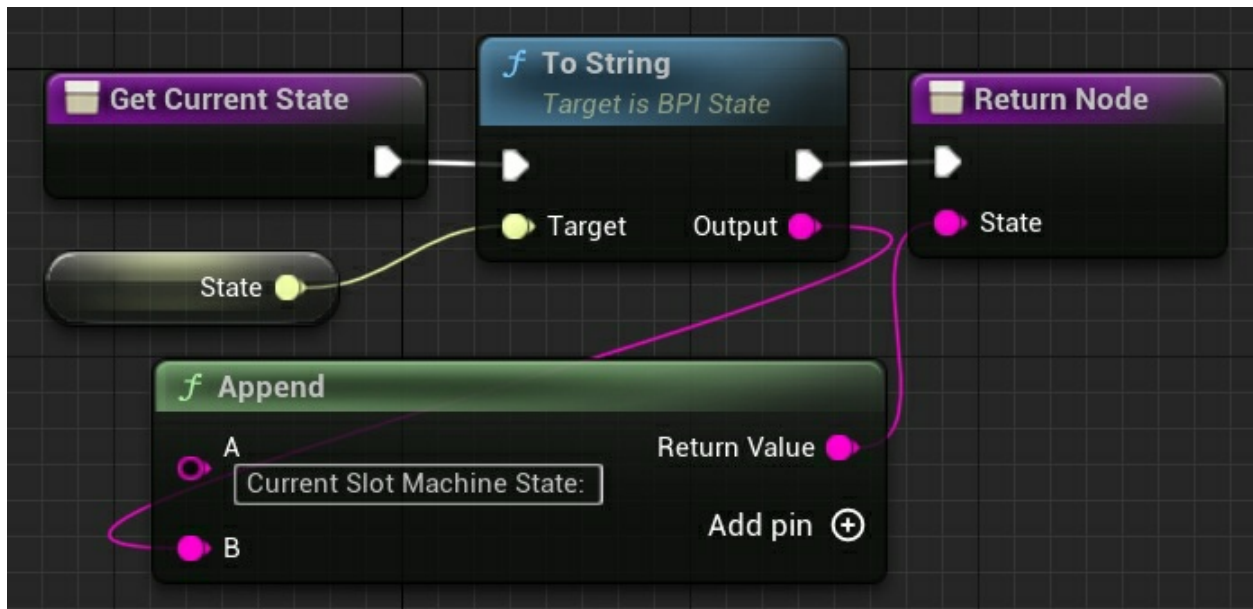 Get Current State
f To String
Target is BPI State
Return Node
Target
Output
State
State
f Append
A
Current Slot Machine State:
Return Value
B
Add pin